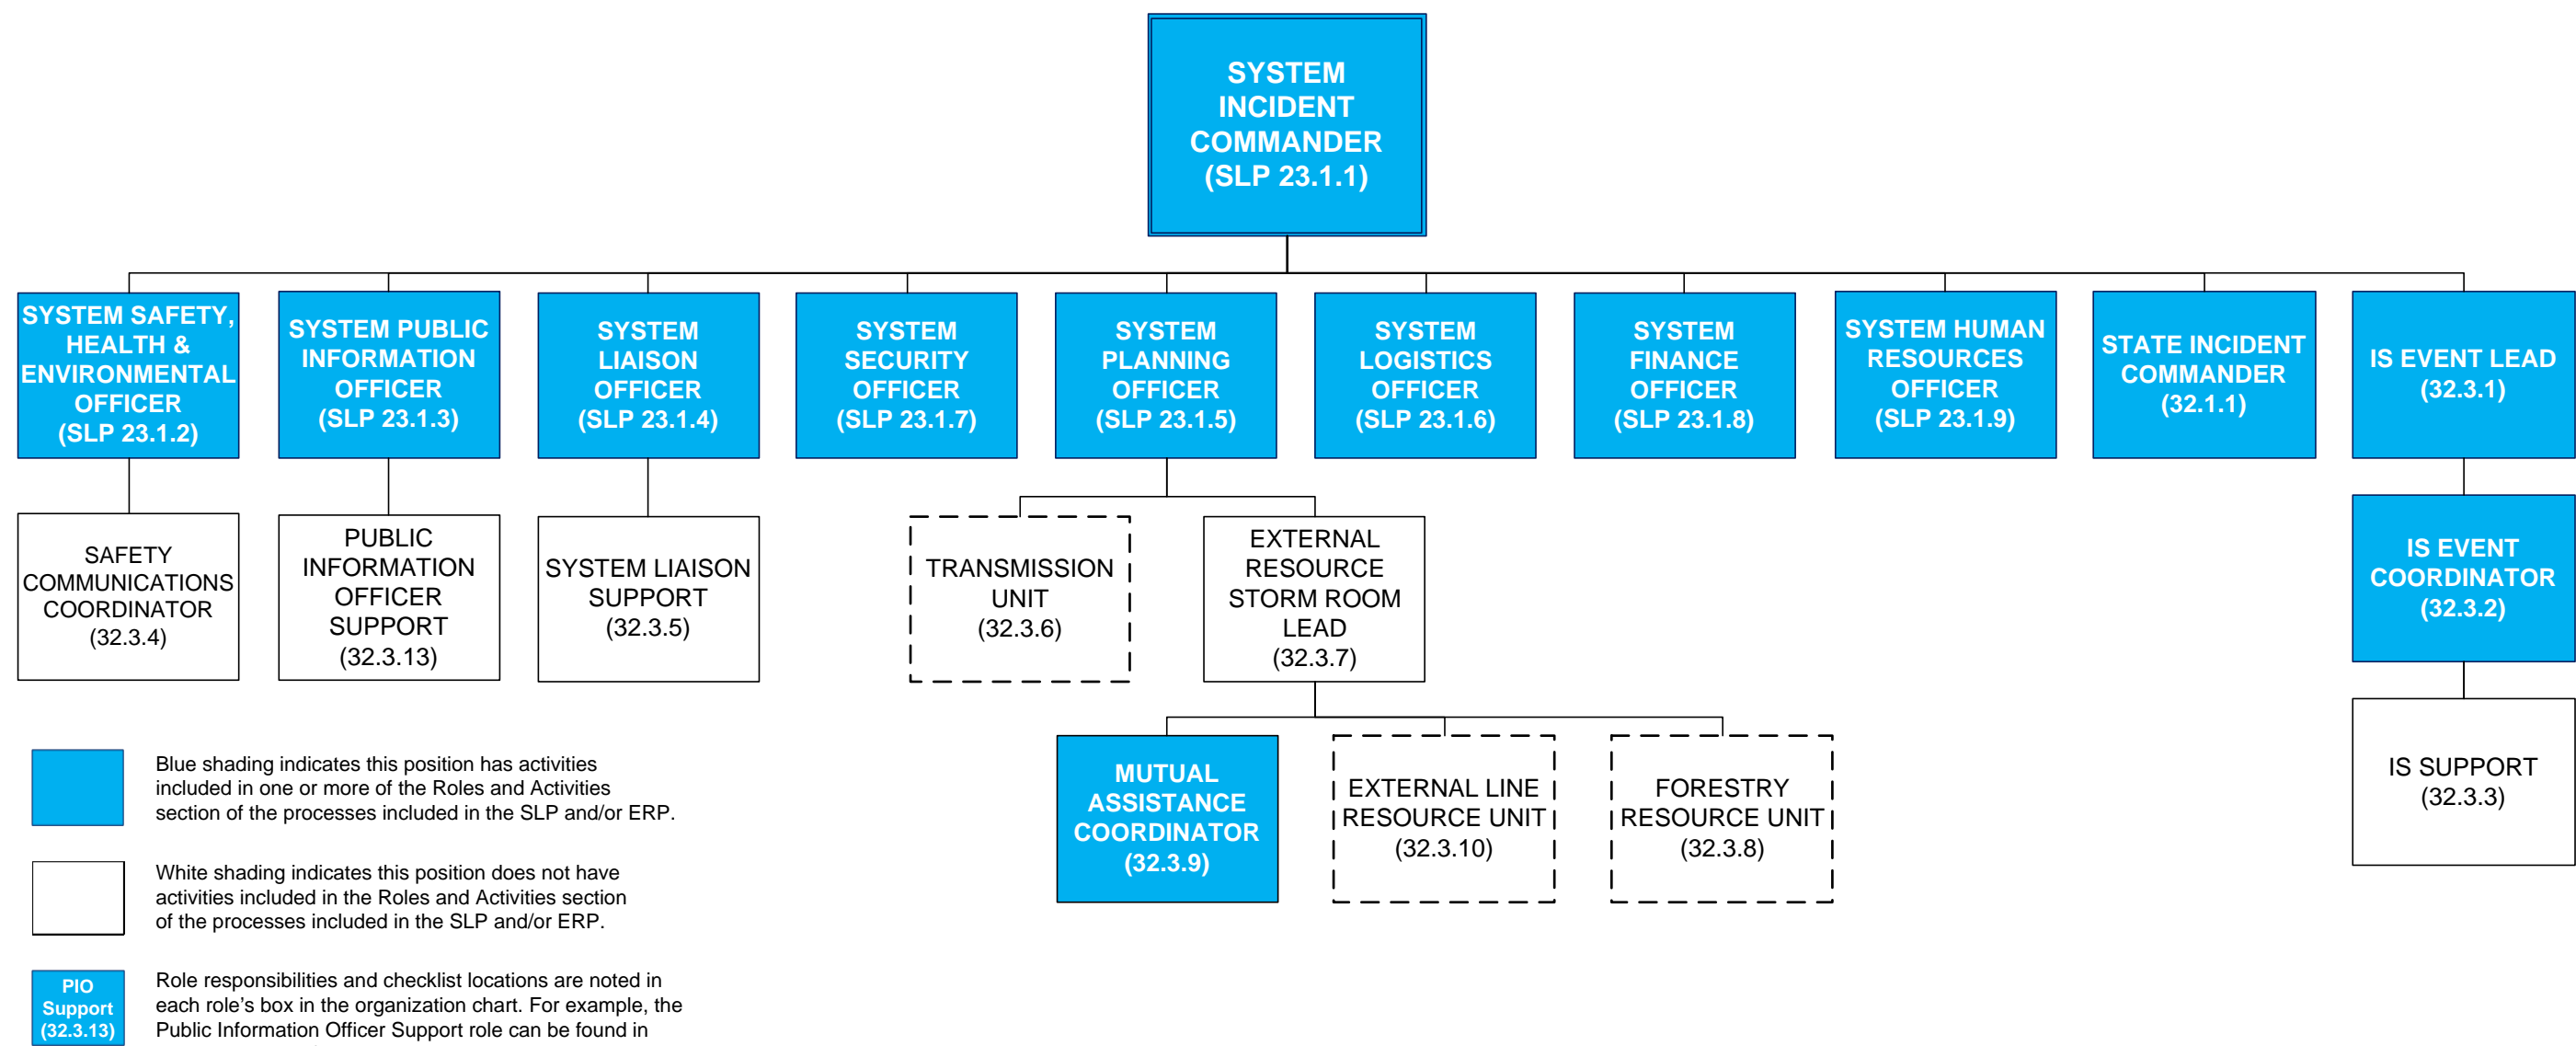 SYSTEM
INCIDENT
COMMANDER
(SLP 23.1.1)
SYSTEM SAFETY,
HEALTH &
ENVIRONMENTAL
OFFICER
(SLP 23.1.2)
SYSTEM PUBLIC
INFORMATION
OFFICER
(SLP 23.1.3)
SYSTEM
LIAISON
OFFICER
(SLP 23.1.4)
SYSTEM
SECURITY
OFFICER
(SLP 23.1.7)
SYSTEM
PLANNING
OFFICER
(SLP 23.1.5)
SYSTEM
LOGISTICS
OFFICER
(SLP 23.1.6)
SYSTEM
FINANCE
OFFICER
(SLP 23.1.8)
SYSTEM HUMAN
RESOURCES
OFFICER
(SLP 23.1.9)
STATE INCIDENT
COMMANDER
(32.1.1)
IS EVENT LEAD
(32.3.1)
SAFETY
COMMUNICATIONS
COORDINATOR
(32.3.4)
PUBLIC
INFORMATION
OFFICER
SUPPORT
(32.3.13)
SYSTEM LIAISON
SUPPORT
(32.3.5)
TRANSMISSION
UNIT
(32.3.6)
EXTERNAL
RESOURCE
STORM ROOM
LEAD
(32.3.7)
IS EVENT
COORDINATOR
(32.3.2)
MUTUAL
ASSISTANCE
COORDINATOR
(32.3.9)
EXTERNAL LINE
RESOURCE UNIT
(32.3.10)
FORESTRY
RESOURCE UNIT
(32.3.8)
IS SUPPORT
(32.3.3)
Blue shading indicates this position has activities
included in one or more of the Roles and Activities
section of the processes included in the SLP and/or ERP.
White shading indicates this position does not have
activities included in the Roles and Activities section
of the processes included in the SLP and/or ERP.
PIO
Support
(32.3.13)
Role responsibilities and checklist locations are noted in
each role's box in the organization chart. For example, the
Public Information Officer Support role can be found in